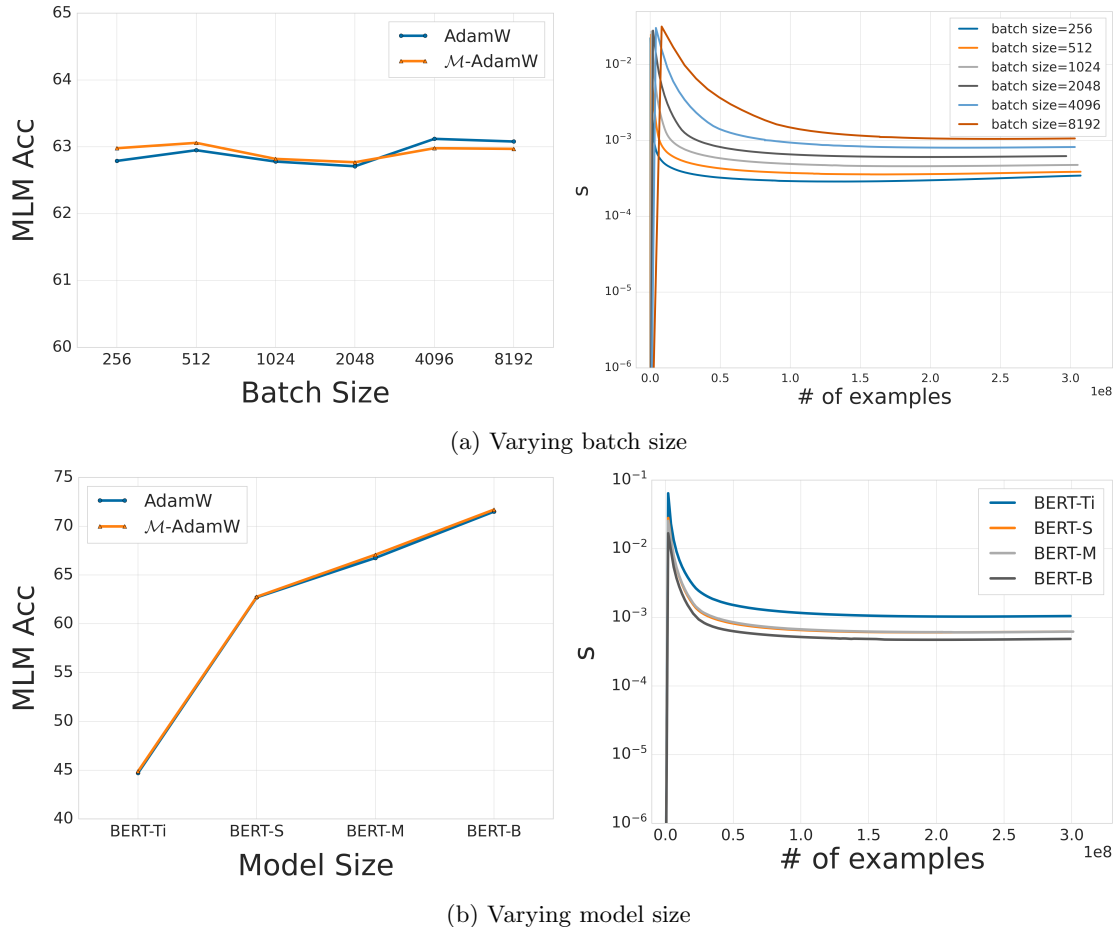 65
64
63
62
61
60
MLM Acc
AdamW
ℳ-AdamW
256 512 1024 2048 4096 8192
Batch Size
10⁻²
10⁻³
10⁻⁴
10⁻⁵
10⁻⁶
s
batch size=256
batch size=512
batch size=1024
batch size=2048
batch size=4096
batch size=8192
0.0 0.5 1.0 1.5 2.0 2.5 3.0
1e8
# of examples
(a) Varying batch size
75
70
65
60
55
50
45
40
MLM Acc
AdamW
ℳ-AdamW
BERT-Ti BERT-S BERT-M BERT-B
Model Size
10⁻¹
10⁻²
10⁻³
10⁻⁴
10⁻⁵
10⁻⁶
s
BERT-Ti
BERT-S
BERT-M
BERT-B
0.0 0.5 1.0 1.5 2.0 2.5 3.0
1e8
# of examples
(b) Varying model size